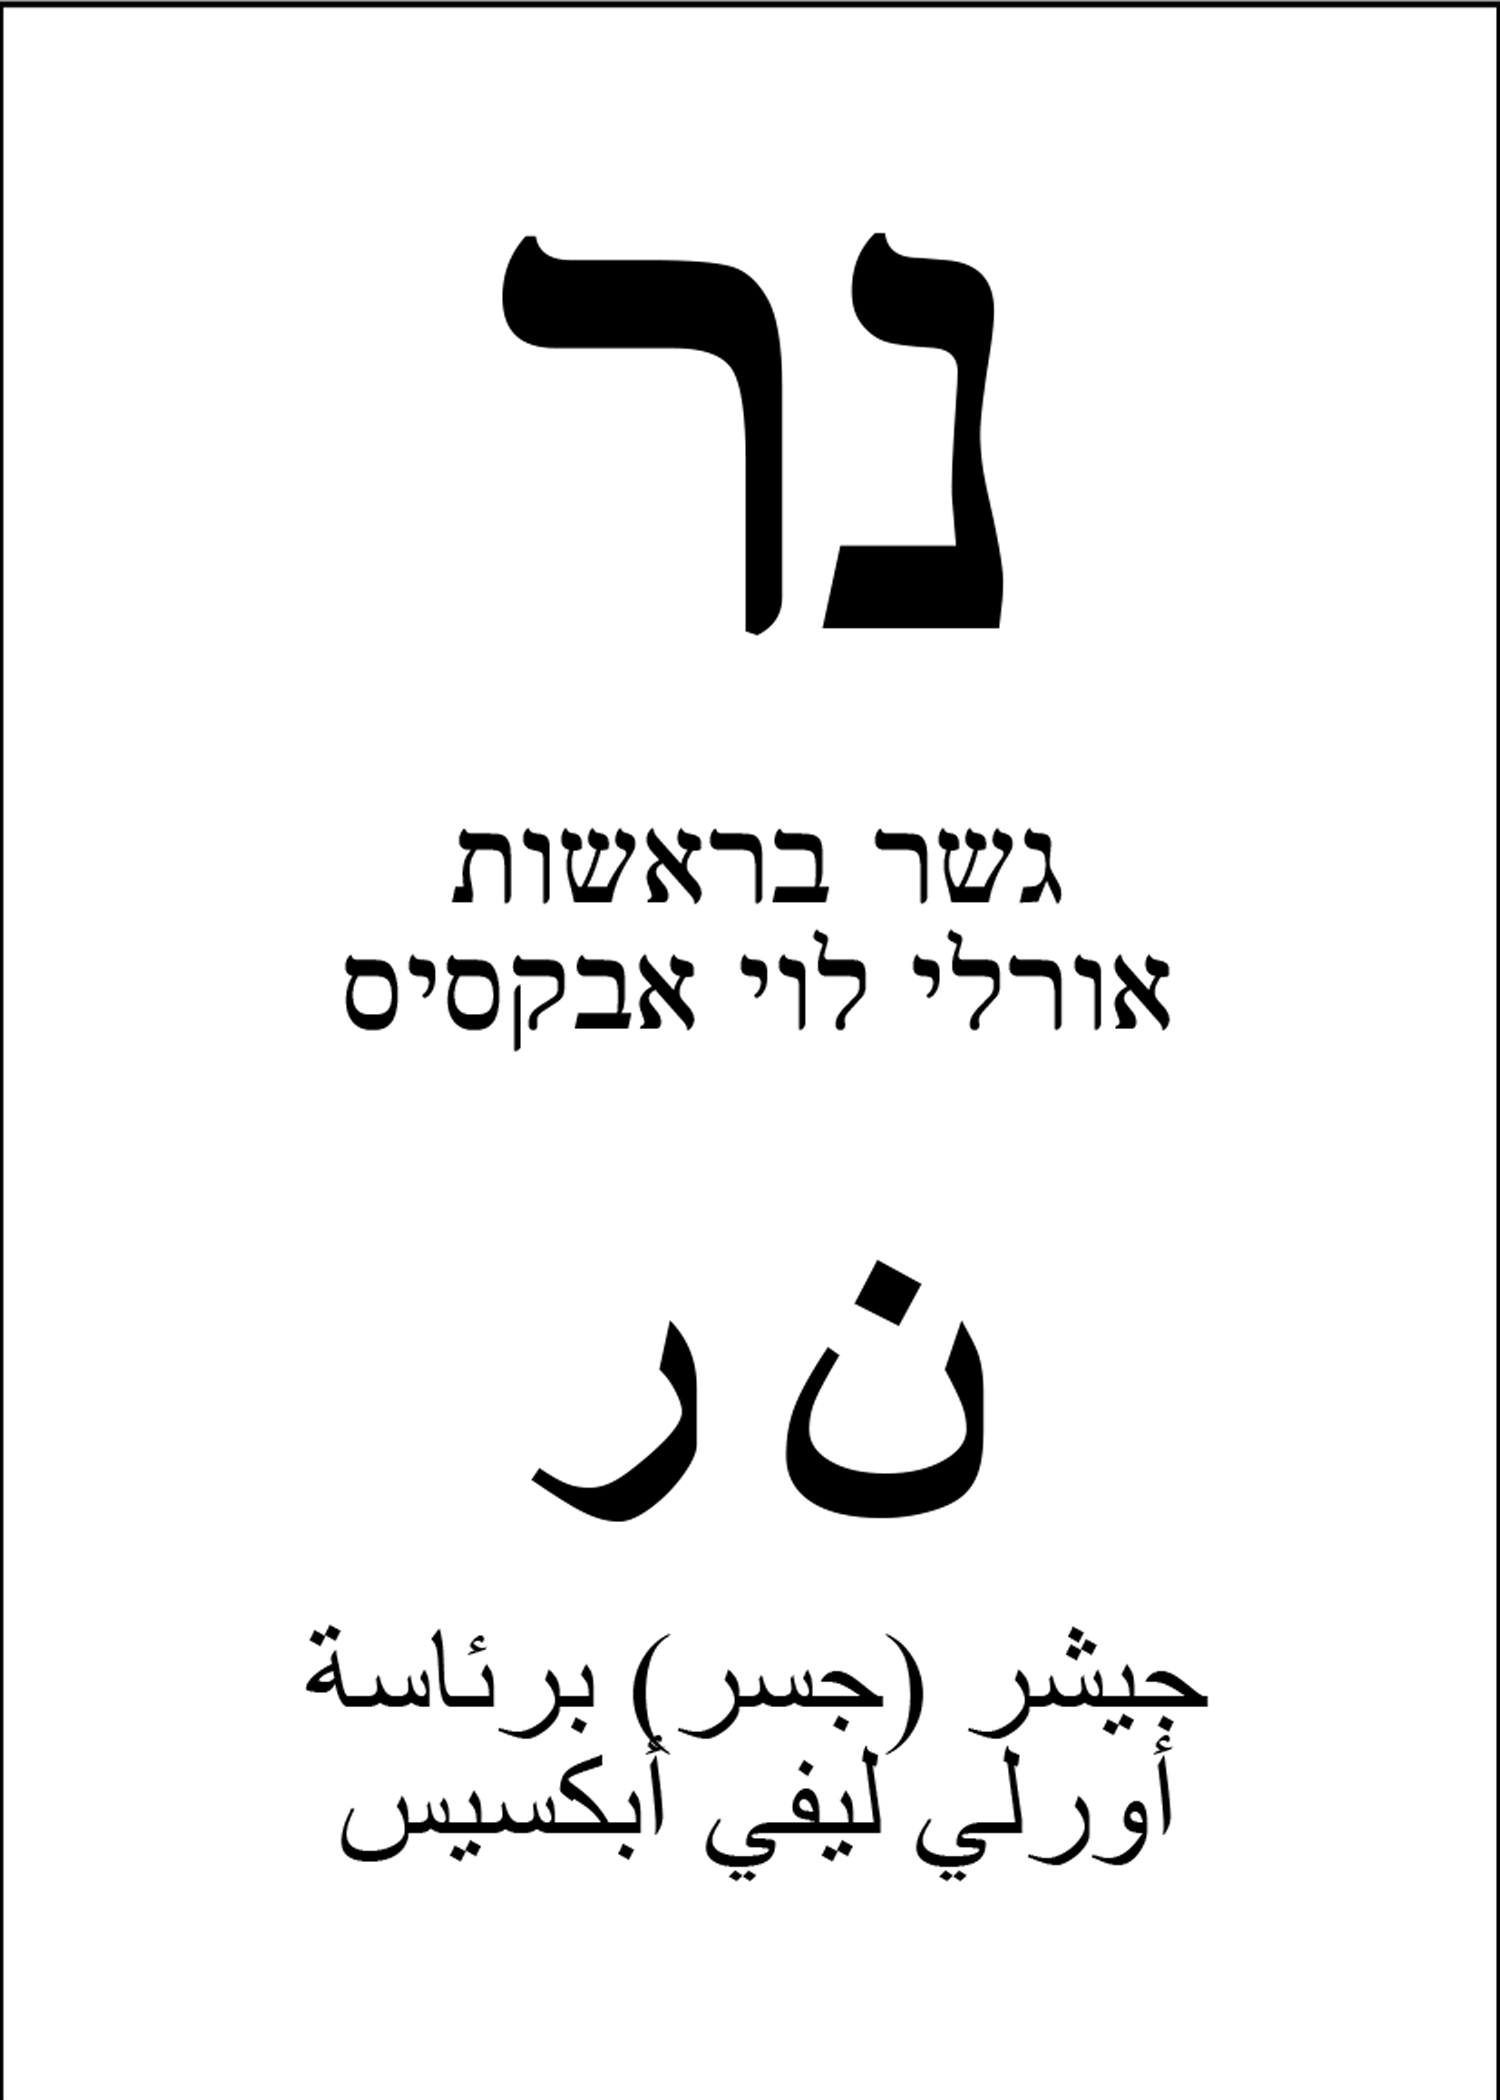 נר
גשר בראשות
אורלי לוי אבקסיס
ن ر
جيشر (جسر) برئاسة
أورلي ليفي أبكسيس